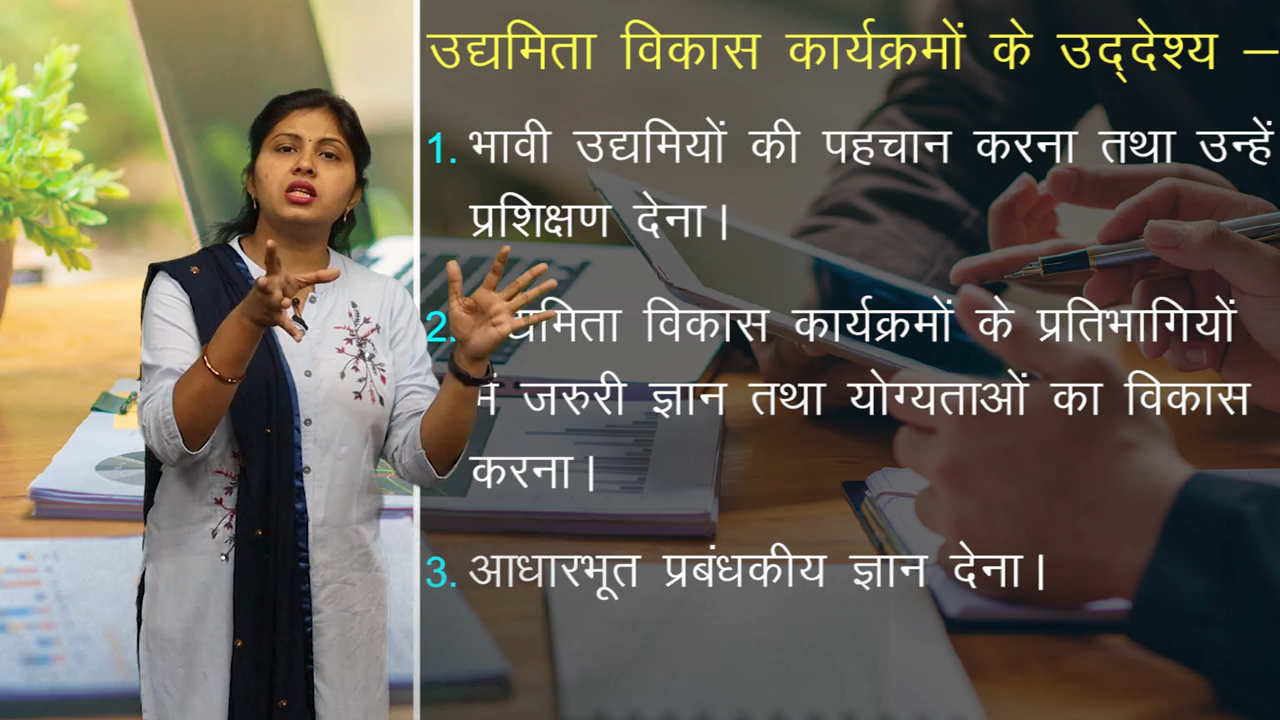 उद्यमिता विकास कार्यक्रमों के उद्‌देश्य –
1. भावी उद्यमियों की पहचान करना तथा उन्हें
प्रशिक्षण देना।
2. विकास कार्यक्रमों के प्रतिभागियों
जरुरी ज्ञान तथा योग्यताओं का विकास
करना।
3. आधारभूत प्रबंधकीय ज्ञान देना।